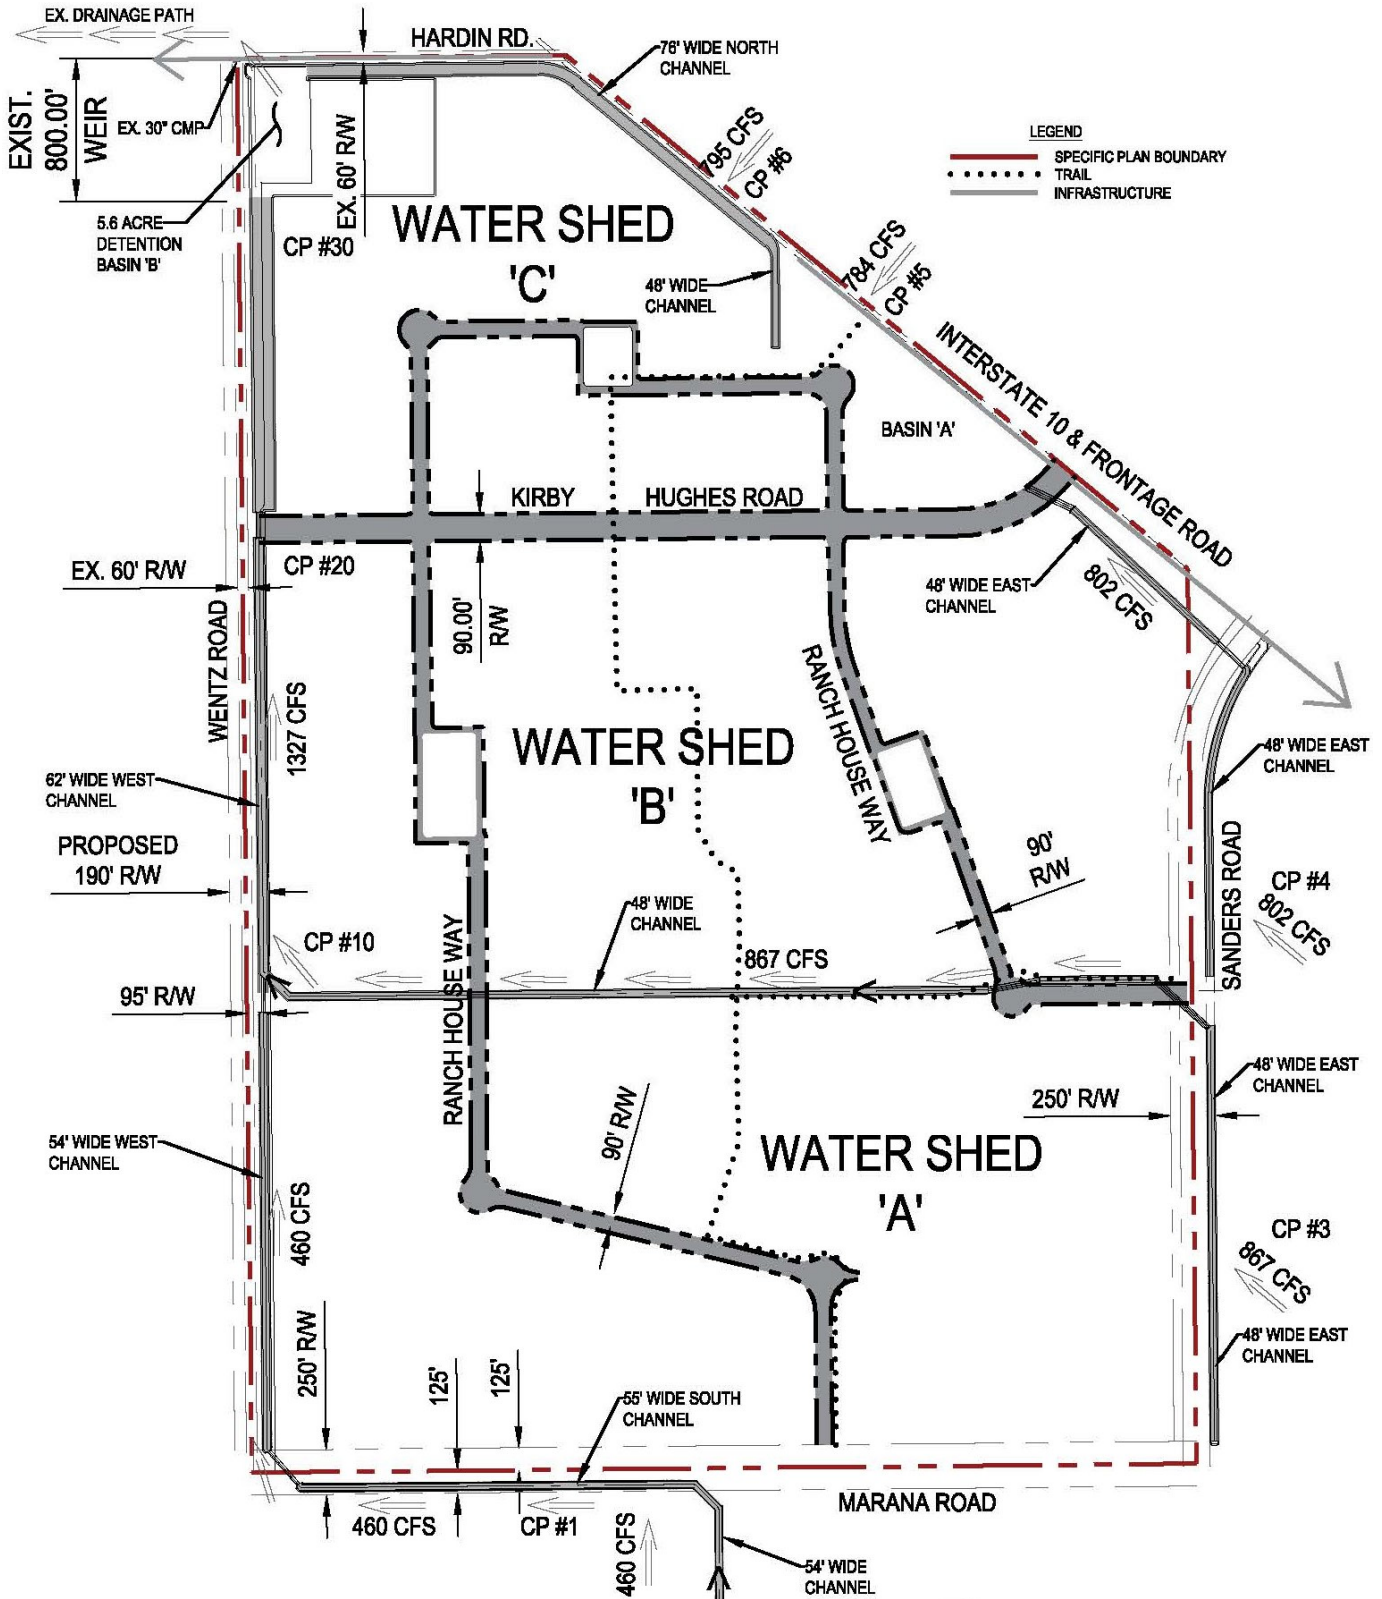 EX. DRAINAGE PATH
HARDIN RD.
76' WIDE NORTH
CHANNEL
EXIST.
800.00'
WEIR
EX. 30" CMP
EX. 60' R/W
795 CFS
CP #6
LEGEND
SPECIFIC PLAN BOUNDARY
TRAIL
INFRASTRUCTURE
5.6 ACRE
DETENTION
BASIN 'B'
CP #30
WATER SHED
'C'
48' WIDE
CHANNEL
784 CFS
CP #5
INTERSTATE 10 & FRONTAGE ROAD
BASIN 'A'
KIRBY HUGHES ROAD
EX. 60' R/W
CP #20
90.00'
R/W
48' WIDE EAST
CHANNEL
802 CFS
WENTZ ROAD
1327 CFS
RANCH HOUSE WAY
WATER SHED
'B'
48' WIDE EAST
CHANNEL
62' WIDE WEST
CHANNEL
PROPOSED
190' R/W
90'
R/W
SANDERS ROAD
CP #4
802 CFS
48' WIDE
CHANNEL
CP #10
867 CFS
95' R/W
RANCH HOUSE WAY
48' WIDE EAST
CHANNEL
250' R/W
90' R/W
54' WIDE WEST
CHANNEL
WATER SHED
'A'
460 CFS
CP #3
867 CFS
48' WIDE EAST
CHANNEL
250' R/W
125'
125'
55' WIDE SOUTH
CHANNEL
MARANA ROAD
460 CFS
CP #1
460 CFS
54' WIDE
CHANNEL